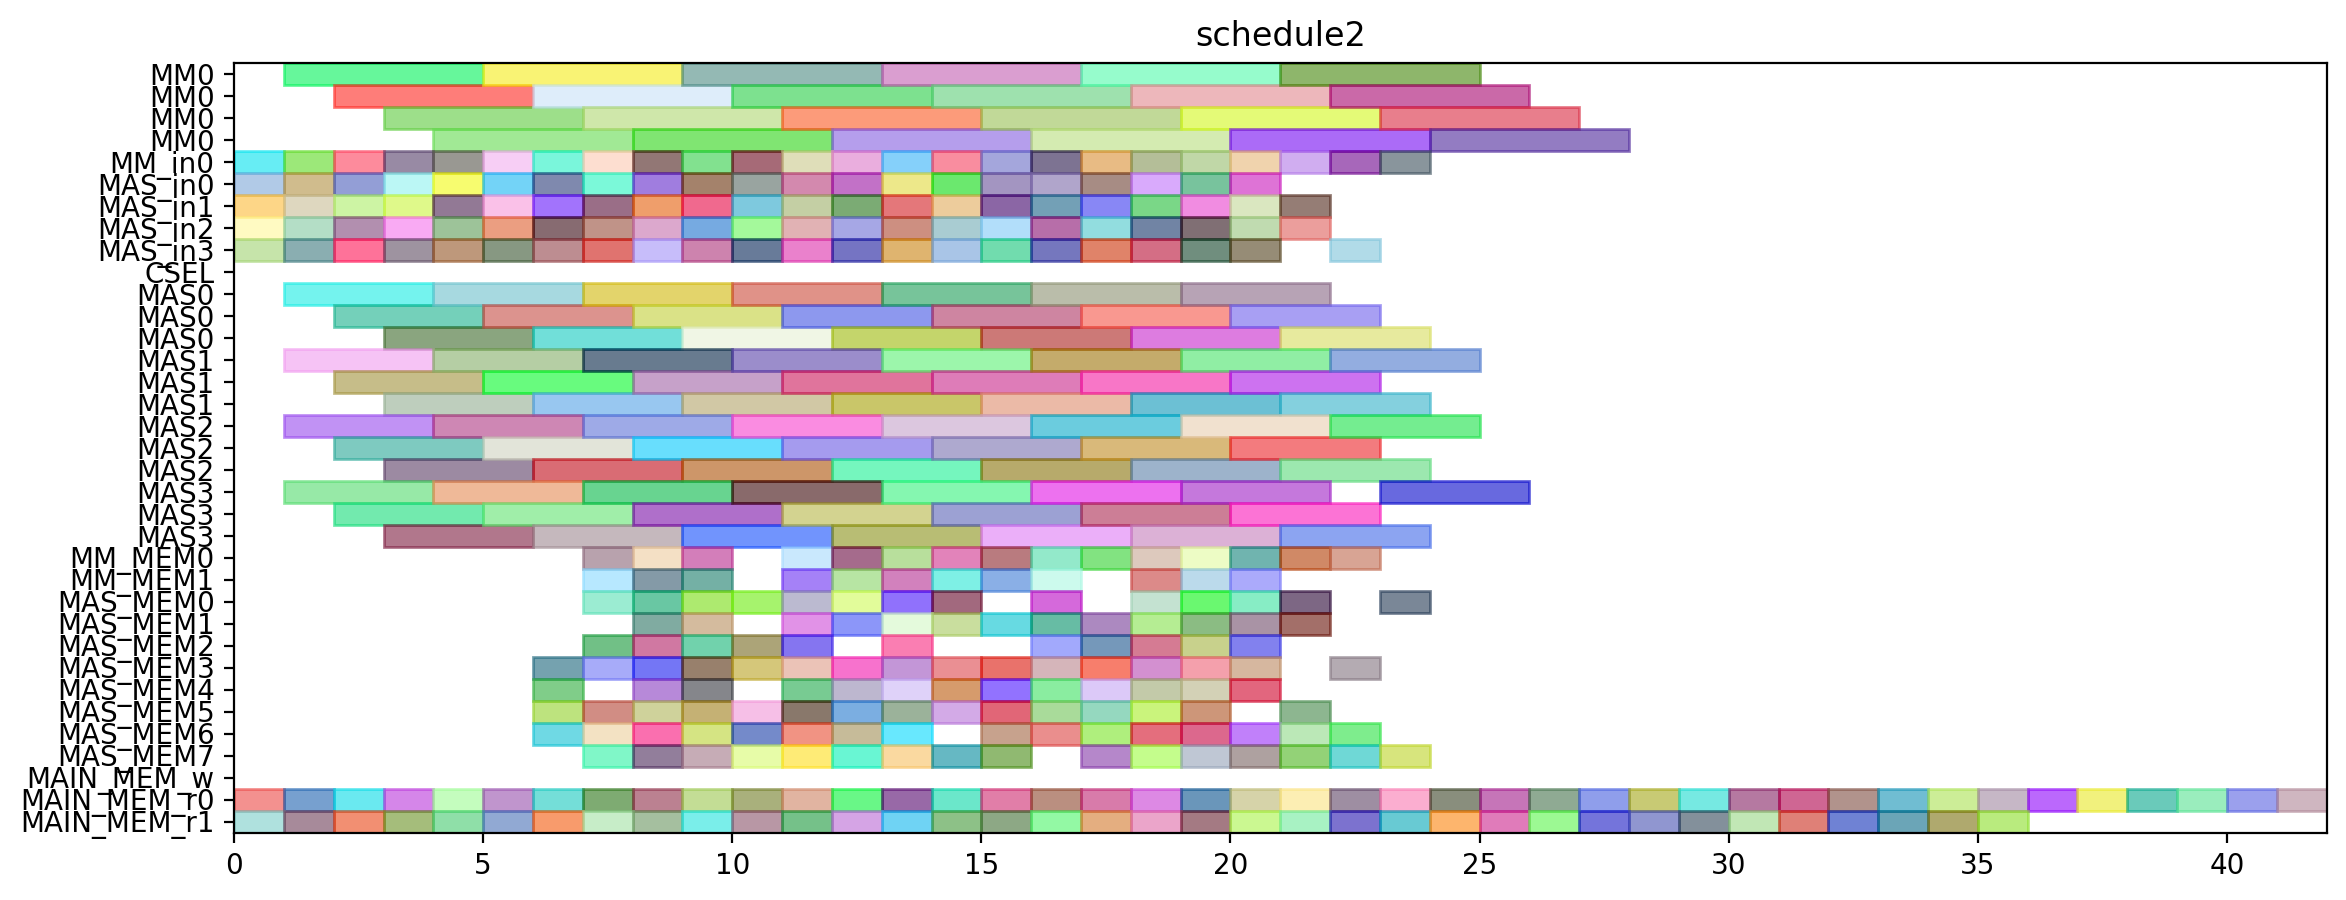 schedule2
MM0
MM0
MM0
MM0
MM_in0
MAS_in0
MAS_in1
MAS_in2
MAS_in3
CSEL
MAS0
MAS0
MAS0
MAS1
MAS1
MAS1
MAS2
MAS2
MAS2
MAS3
MAS3
MAS3
MM_MEM0
MM_MEM1
MAS_MEM0
MAS_MEM1
MAS_MEM2
MAS_MEM3
MAS_MEM4
MAS_MEM5
MAS_MEM6
MAS_MEM7
MAIN_MEM_w
MAIN_MEM_r0
MAIN_MEM_r1
0 5 10 15 20 25 30 35 40